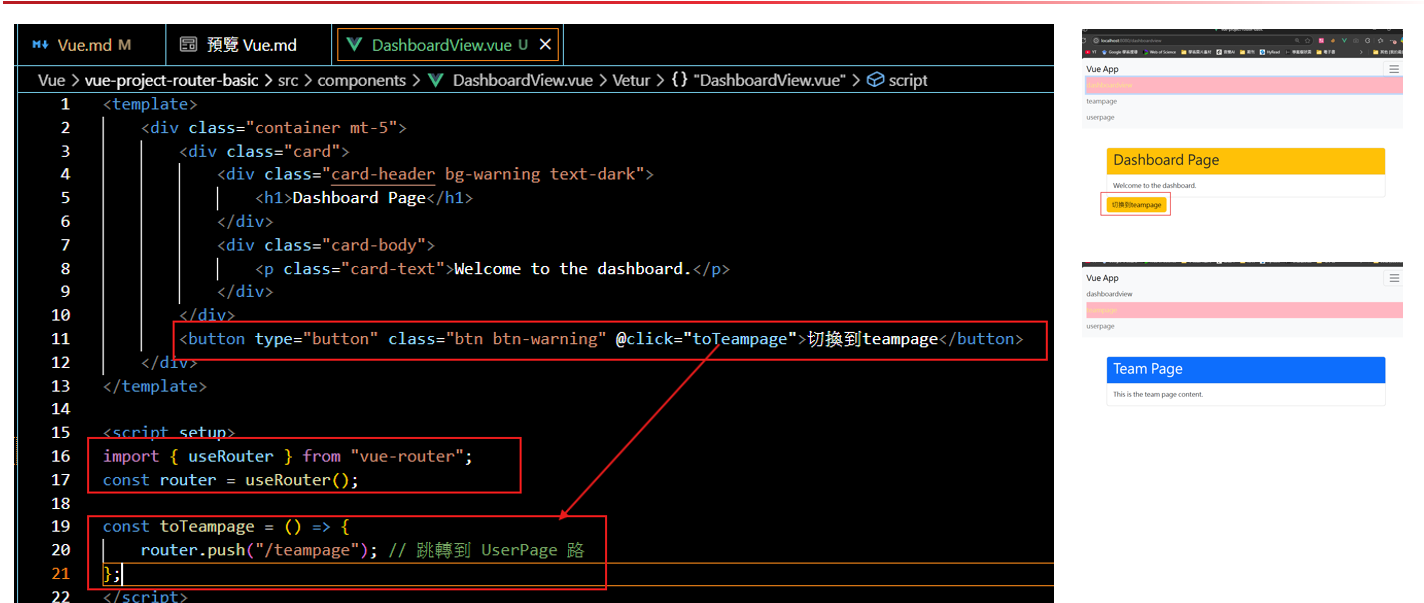 Vue.md M
預覽 Vue.md
DashboardView.vue U ✕
Vue > vue-project-router-basic > src > components > DashboardView.vue > Vetur > {} "DashboardView.vue" > script
1 <template>
2 <div class="container mt-5">
3 <div class="card">
4 <div class="card-header bg-warning text-dark">
5 <h1>Dashboard Page</h1>
6 </div>
7 <div class="card-body">
8 <p class="card-text">Welcome to the dashboard.</p>
9 </div>
10 </div>
11 <button type="button" class="btn btn-warning" @click="toTeampage">切換到teampage</button>
12 </div>
13 </template>
14
15 <script setup>
16 import { useRouter } from "vue-router";
17 const router = useRouter();
18
19 const toTeampage = () => {
20 router.push("/teampage"); // 跳轉到 UserPage 路
21 };
22 </script>
Vue App
teampage
userpage
Dashboard Page
Welcome to the dashboard.
切換到teampage
Vue App
dashboardview
userpage
Team Page
This is the team page content.